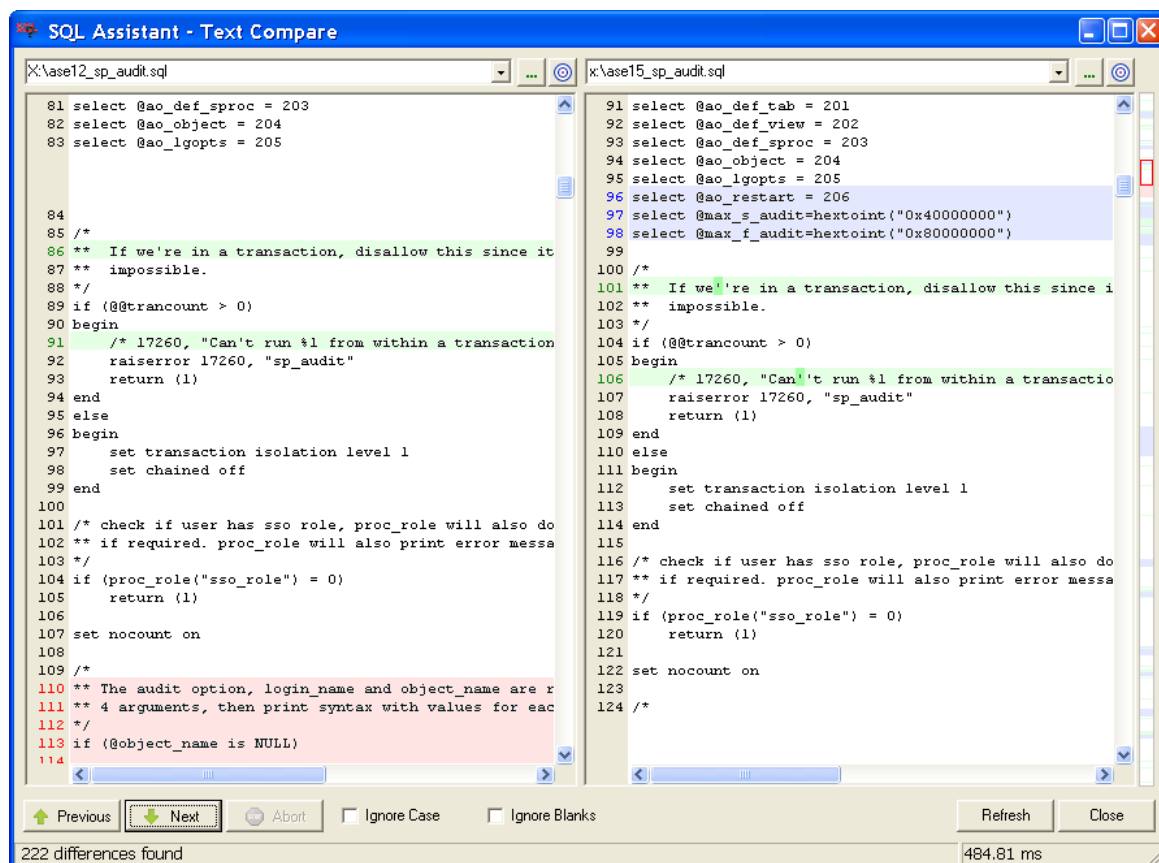 SQL Assistant - Text Compare
X:\ase12_sp_audit.sql
...
81 select @ao_def_sproc = 203
82 select @ao_object = 204
83 select @ao_lgopts = 205
84
85 /*
86 **  If we're in a transaction, disallow this since it
87 **  impossible.
88 */
89 if (@@trancount > 0)
90 begin
91     /* 17260, "Can't run %1 from within a transaction
92     raiserror 17260, "sp_audit"
93     return (1)
94 end
95 else
96 begin
97     set transaction isolation level 1
98     set chained off
99 end
100
101 /* check if user has sso role, proc_role will also do
102 ** if required. proc_role will also print error messa
103 */
104 if (proc_role("sso_role") = 0)
105     return (1)
106
107 set nocount on
108
109 /*
110 ** The audit option, login_name and object_name are r
111 ** 4 arguments, then print syntax with values for eac
112 */
113 if (@object_name is NULL)
114
x:\ase15_sp_audit.sql
...
91 select @ao_def_tab = 201
92 select @ao_def_view = 202
93 select @ao_def_sproc = 203
94 select @ao_object = 204
95 select @ao_lgopts = 205
96 select @ao_restart = 206
97 select @max_s_audit=hextoint("0x40000000")
98 select @max_f_audit=hextoint("0x80000000")
99
100 /*
101 **  If we''re in a transaction, disallow this since i
102 **  impossible.
103 */
104 if (@@trancount > 0)
105 begin
106     /* 17260, "Can''t run %1 from within a transactio
107     raiserror 17260, "sp_audit"
108     return (1)
109 end
110 else
111 begin
112     set transaction isolation level 1
113     set chained off
114 end
115
116 /* check if user has sso role, proc_role will also do
117 ** if required. proc_role will also print error messa
118 */
119 if (proc_role("sso_role") = 0)
120     return (1)
121
122 set nocount on
123
124 /*
Previous
Next
Abort
Ignore Case
Ignore Blanks
Refresh
Close
222 differences found
484.81 ms